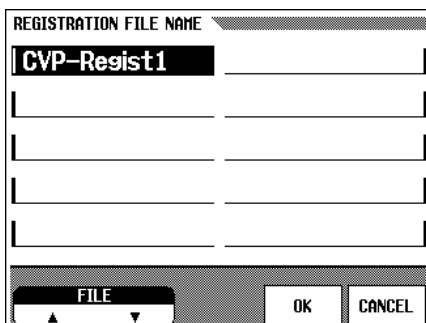 REGISTRATION FILE NAME
CVP-Regist1
FILE
OK
CANCEL